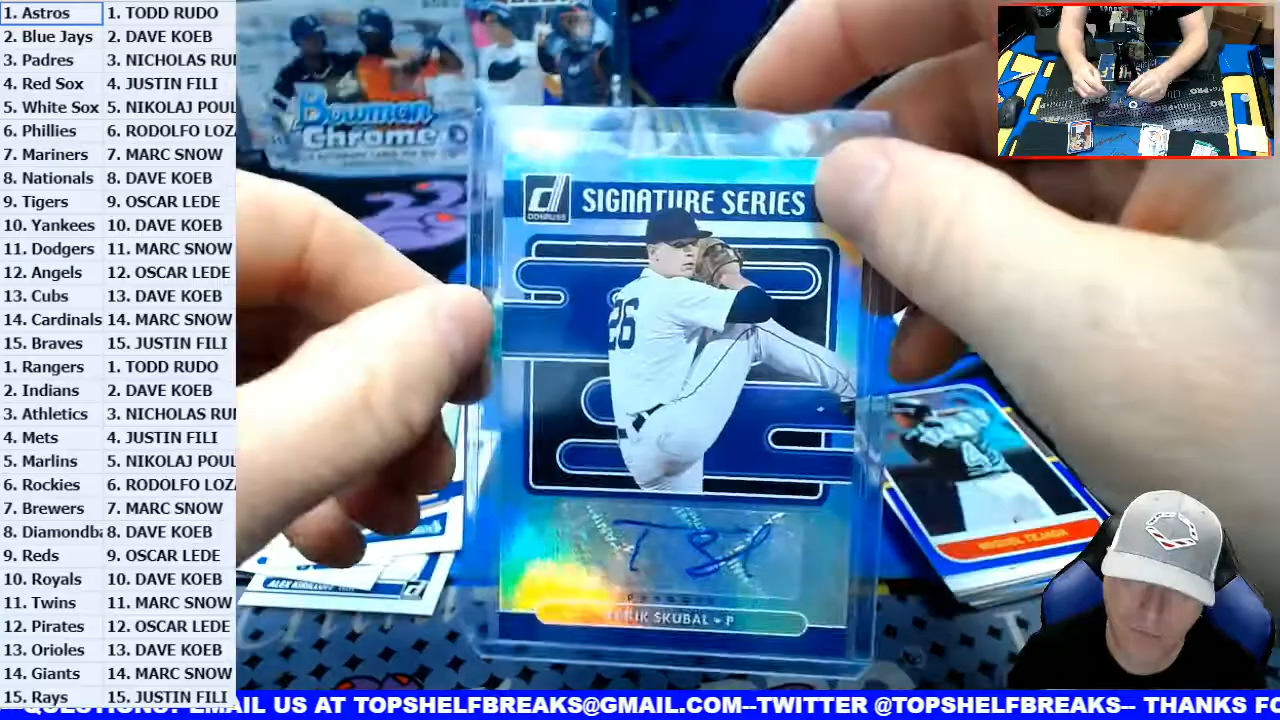 1. Astros 1. TODD RUDO
2. Blue Jays 2. DAVE KOEB
3. Padres 3. NICHOLAS RU
4. Red Sox 4. JUSTIN FILI
5. White Sox 5. NIKOLAJ POUL
6. Phillies 6. RODOLFO LOZ
7. Mariners 7. MARC SNOW
8. Nationals 8. DAVE KOEB
9. Tigers 9. OSCAR LEDE
10. Yankees 10. DAVE KOEB
11. Dodgers 11. MARC SNOW
12. Angels 12. OSCAR LEDE
13. Cubs 13. DAVE KOEB
14. Cardinals 14. MARC SNOW
15. Braves 15. JUSTIN FILI
1. Rangers 1. TODD RUDO
2. Indians 2. DAVE KOEB
3. Athletics 3. NICHOLAS RU
4. Mets 4. JUSTIN FILI
5. Marlins 5. NIKOLAJ POUL
6. Rockies 6. RODOLFO LOZ
7. Brewers 7. MARC SNOW
8. Diamondba 8. DAVE KOEB
9. Reds 9. OSCAR LEDE
10. Royals 10. DAVE KOEB
11. Twins 11. MARC SNOW
12. Pirates 12. OSCAR LEDE
13. Orioles 13. DAVE KOEB
14. Giants 14. MARC SNOW
15. Rays 15. JUSTIN FILI
Bowman
Chrome
DONRUSS
SIGNATURE SERIES
26
SKUBAL • P
QUESTIONS? EMAIL US AT TOPSHELFBREAKS@GMAIL.COM--TWITTER @TOPSHELFBREAKS-- THANKS FO